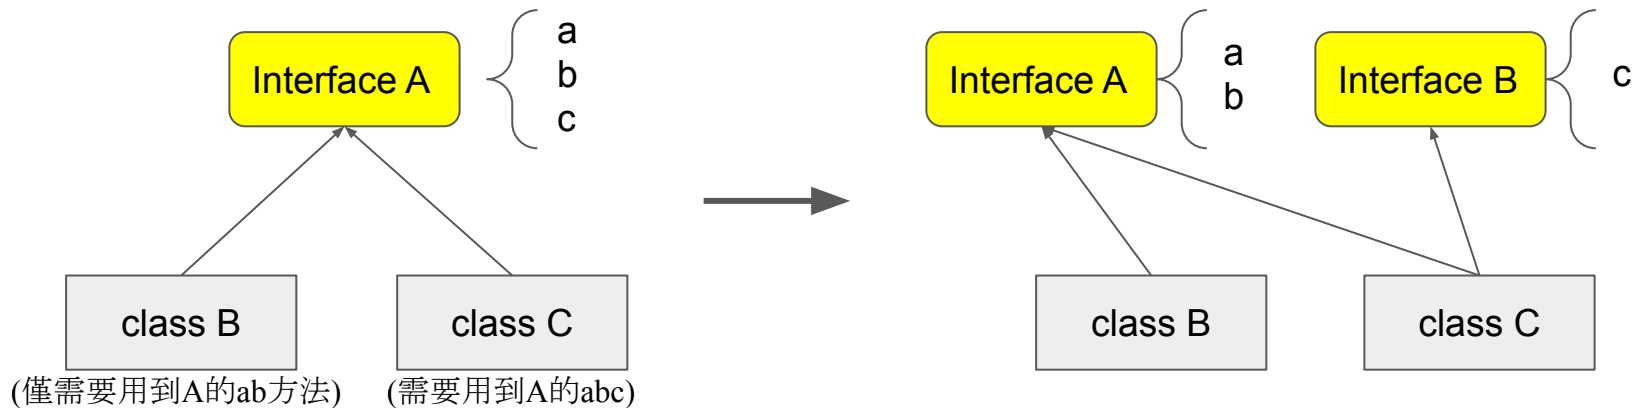 Interface A
a
b
c
class B
class C
(僅需要用到A的ab方法)
(需要用到A的abc)
Interface A
a
b
Interface B
c
class B
class C